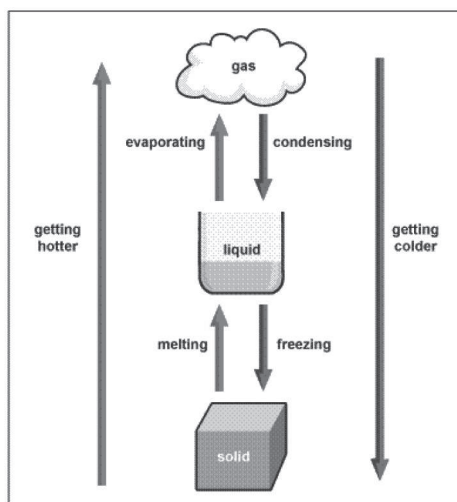 gas
evaporating
condensing
getting
hotter
liquid
getting
colder
melting
freezing
solid